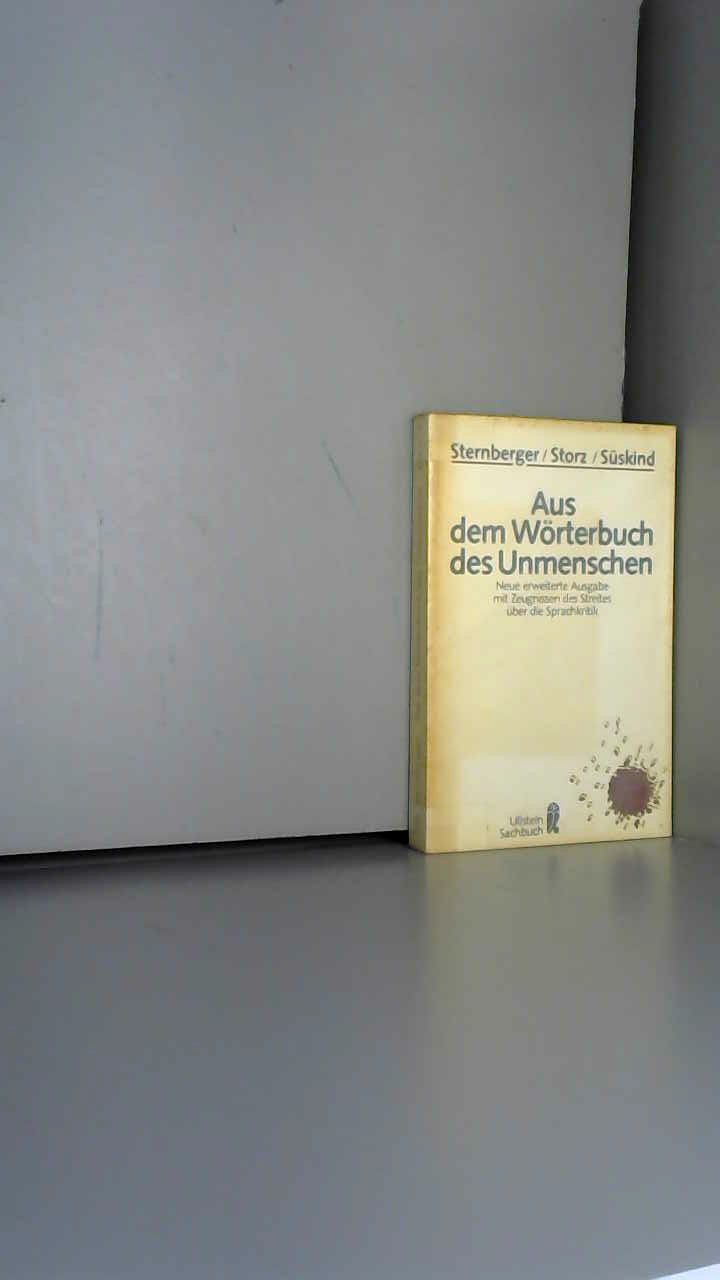 Sternberger / Storz / Süskind
Aus
dem Wörterbuch
des Unmenschen
Neue erweiterte Ausgabe
mit Zeugnissen des Streites
über die Sprachkritik
Ullstein
Sachbuch